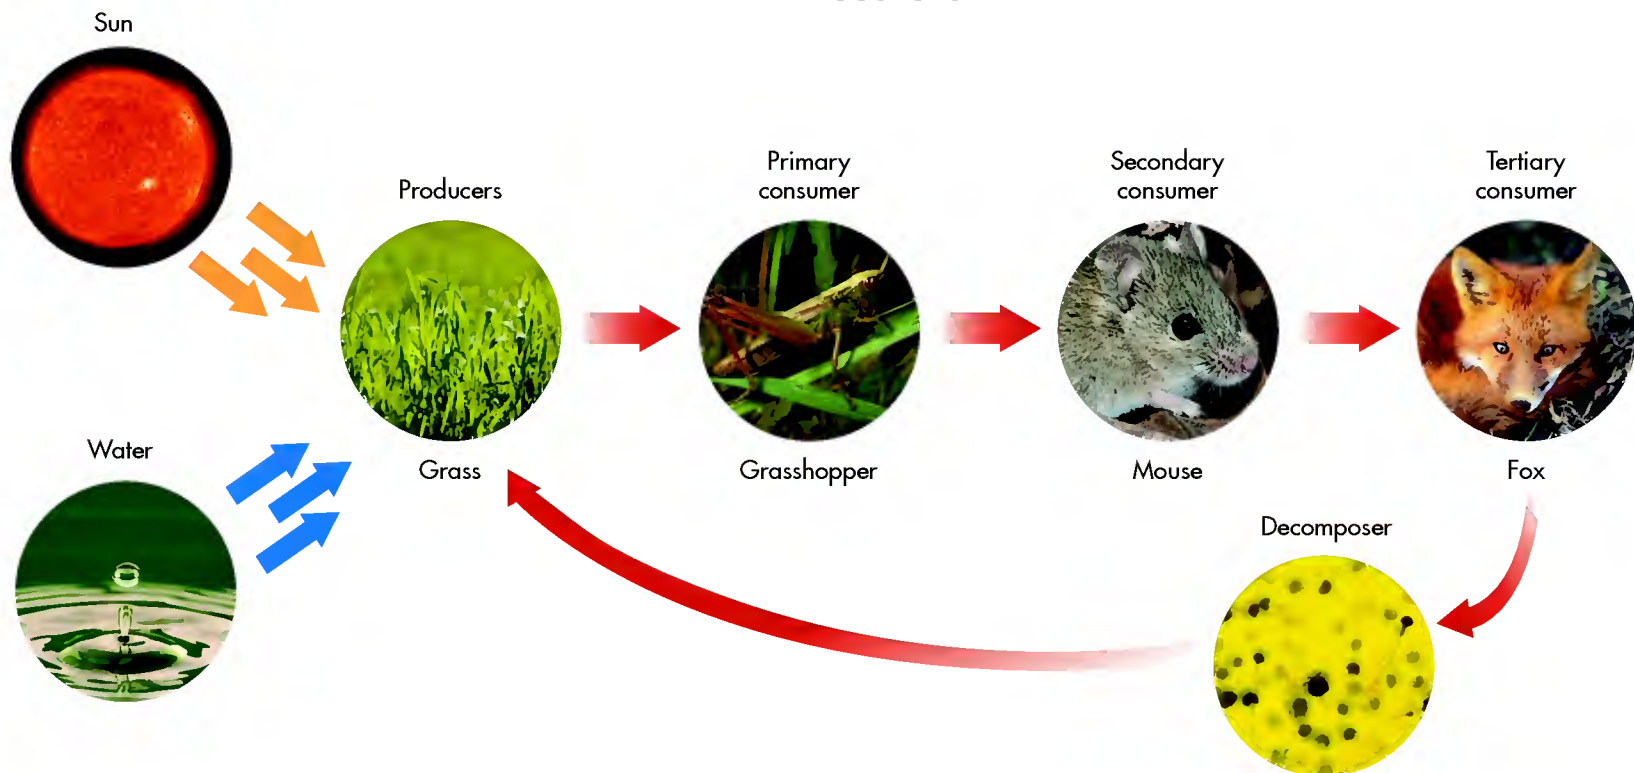 Sun
Producers
Primary
consumer
Secondary
consumer
Tertiary
consumer
Water
Grass
Grasshopper
Mouse
Fox
Decomposer